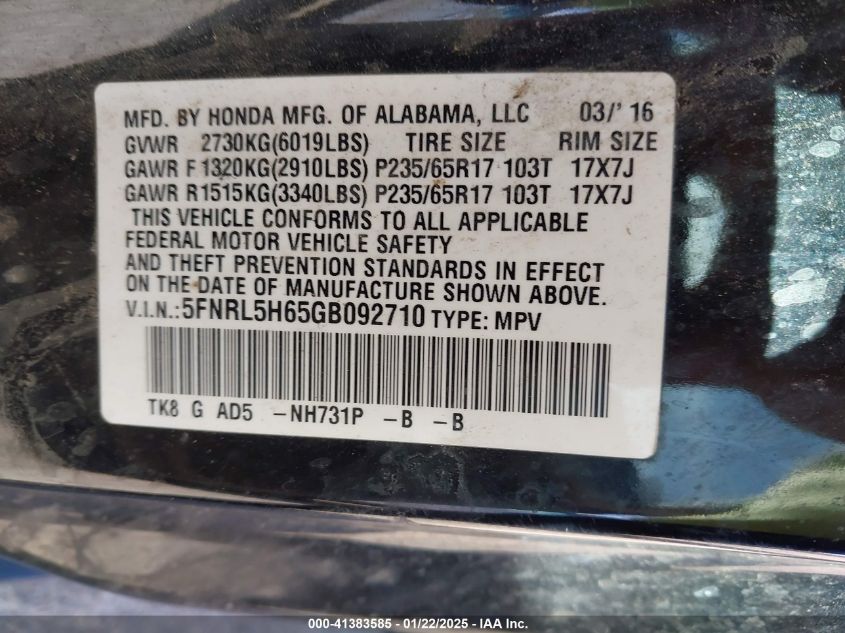 MFD. BY HONDA MFG. OF ALABAMA, LLC 03/'16
GVWR 2730KG(6019LBS) TIRE SIZE RIM SIZE
GAWR F1320KG(2910LBS) P235/65R17 103T 17X7J
GAWR R1515KG(3340LBS) P235/65R17 103T 17X7J
THIS VEHICLE CONFORMS TO ALL APPLICABLE
FEDERAL MOTOR VEHICLE SAFETY
AND THEFT PREVENTION STANDARDS IN EFFECT
ON THE DATE OF MANUFACTURE SHOWN ABOVE.
V.I.N.:5FNRL5H65GB092710 TYPE: MPV
TK8 G AD5 -NH731P -B -B
000-41383585 - 01/22/2025 - IAA Inc.